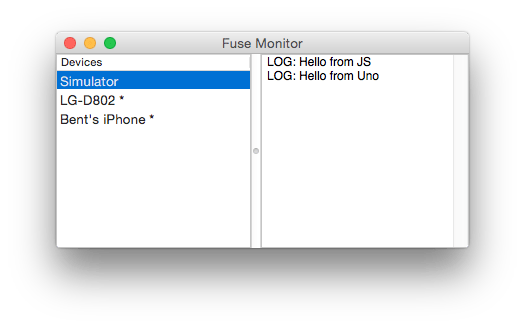 Fuse Monitor
Devices
Simulator
LG-D802 *
Bent's iPhone *
LOG: Hello from JS
LOG: Hello from Uno